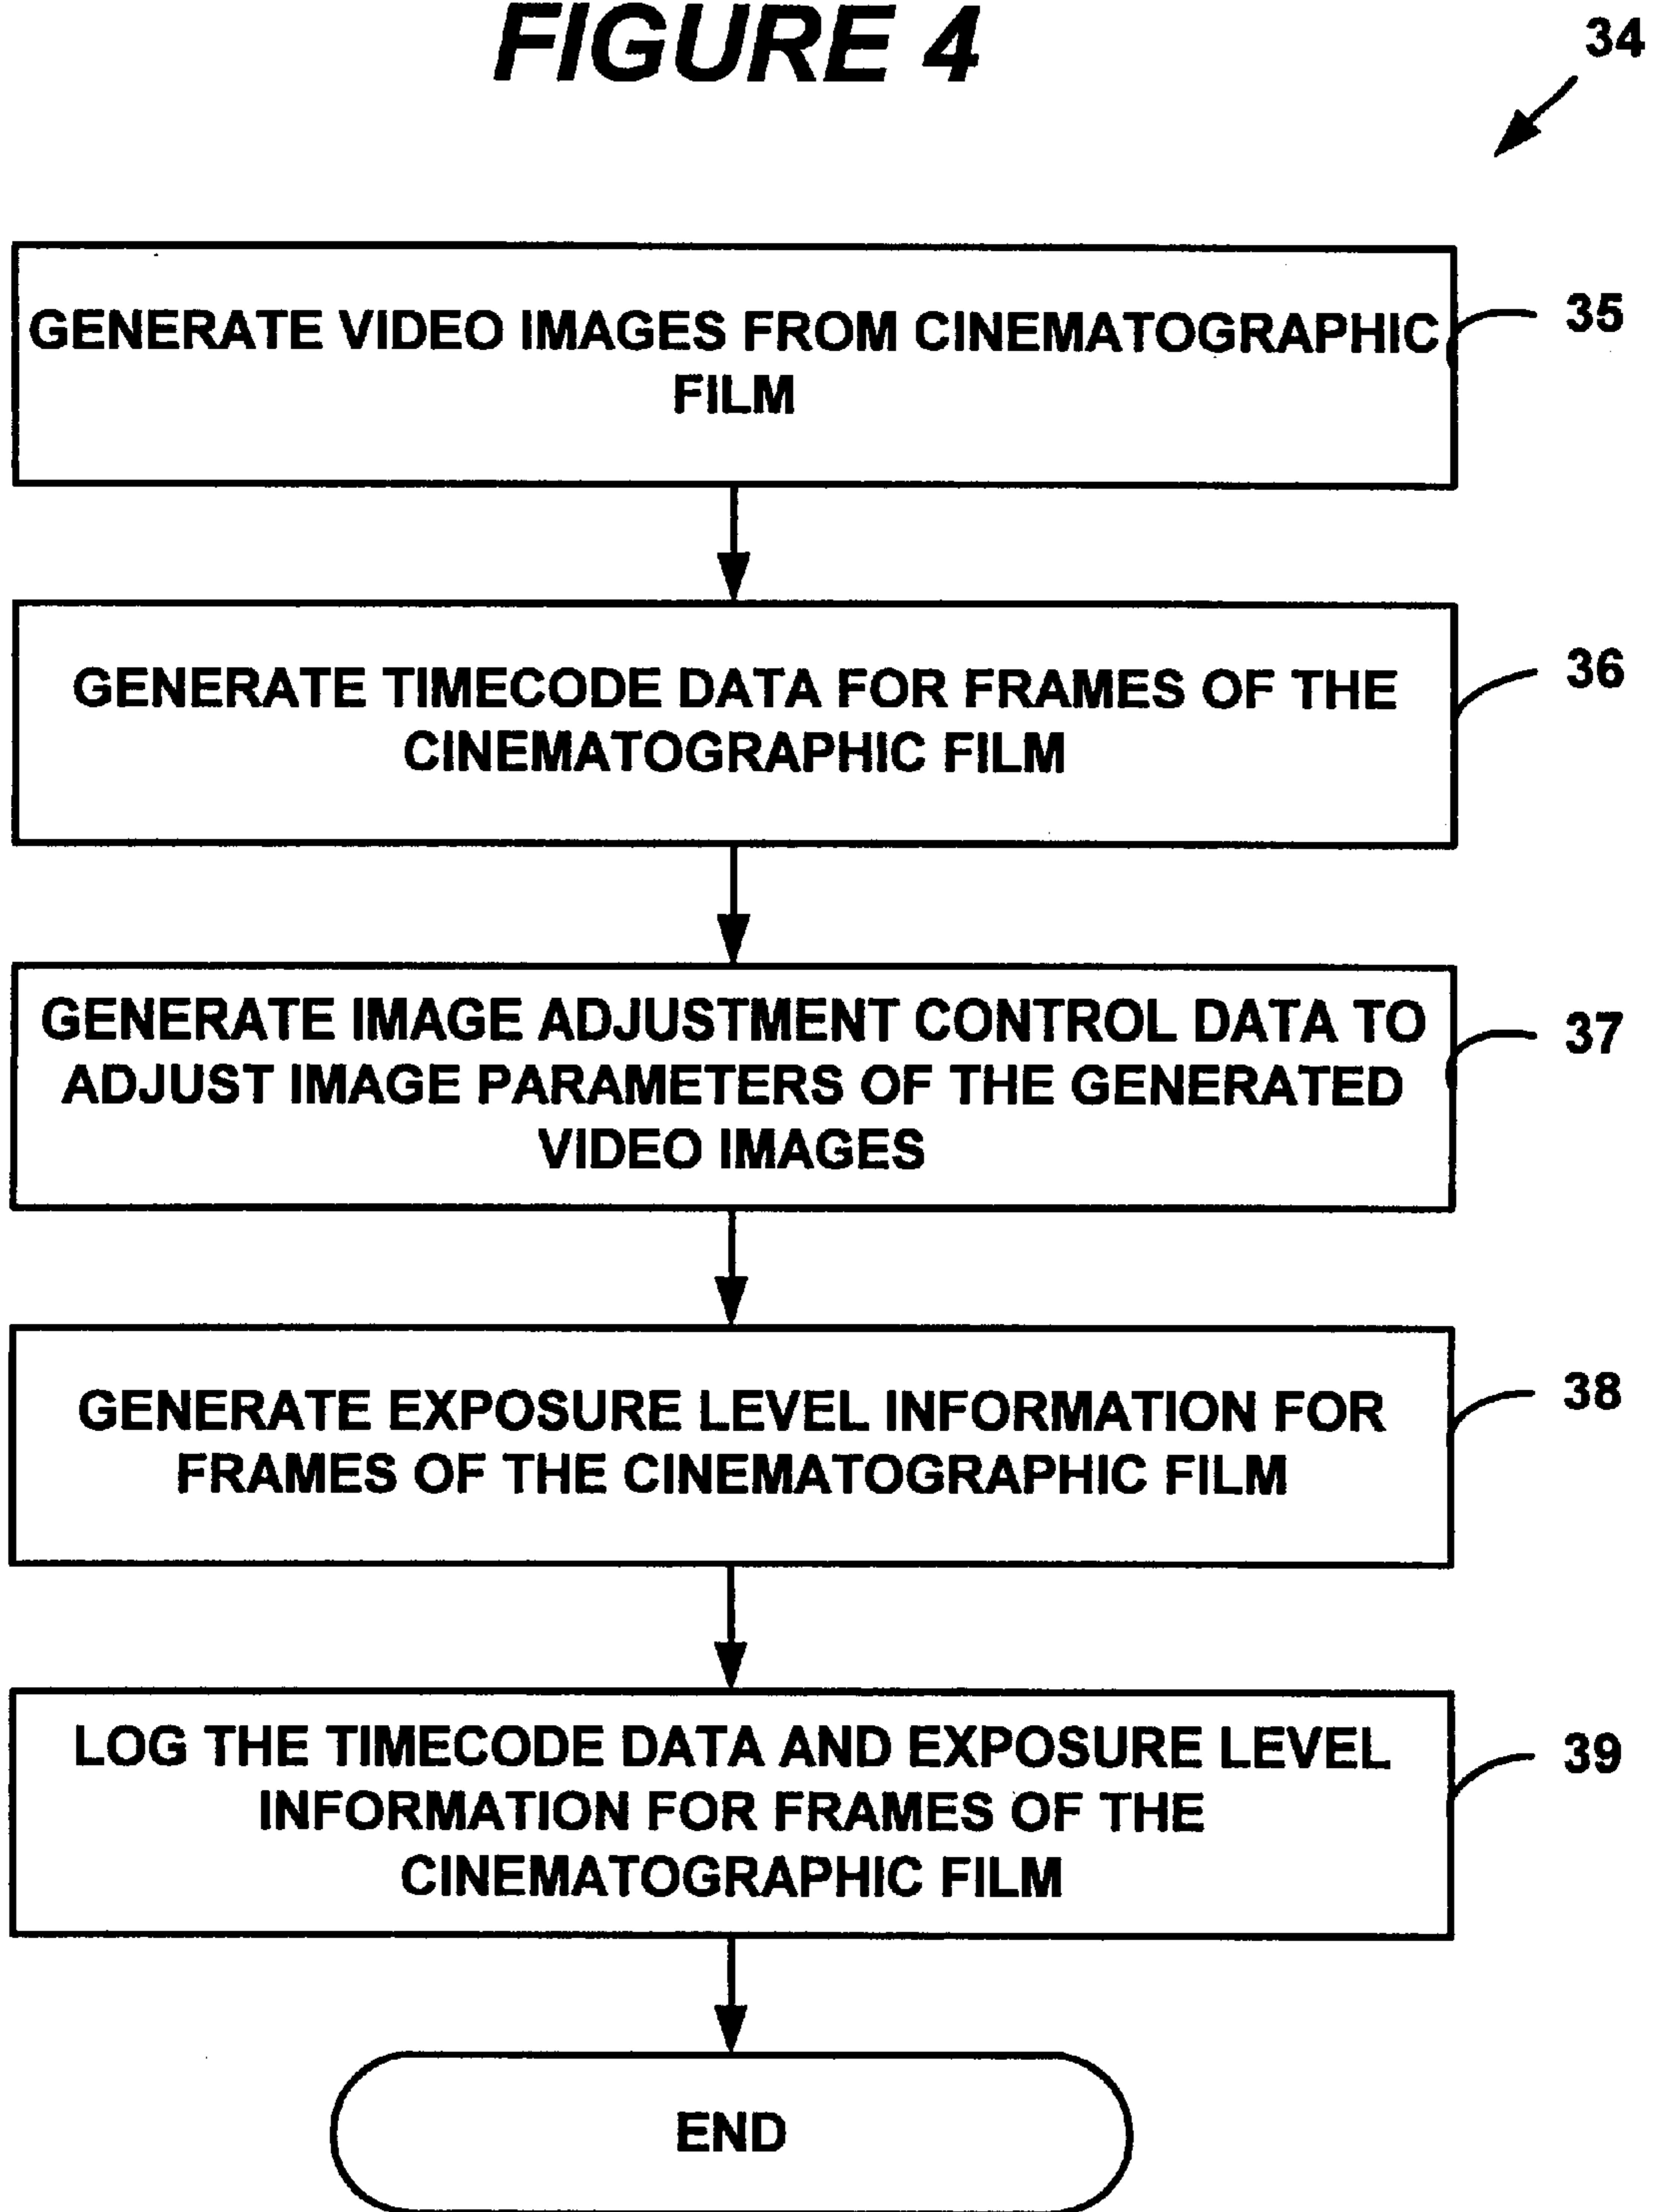 FIGURE 4
34
GENERATE VIDEO IMAGES FROM CINEMATOGRAPHIC
FILM
35
GENERATE TIMECODE DATA FOR FRAMES OF THE
CINEMATOGRAPHIC FILM
36
GENERATE IMAGE ADJUSTMENT CONTROL DATA TO
ADJUST IMAGE PARAMETERS OF THE GENERATED
VIDEO IMAGES
37
GENERATE EXPOSURE LEVEL INFORMATION FOR
FRAMES OF THE CINEMATOGRAPHIC FILM
38
LOG THE TIMECODE DATA AND EXPOSURE LEVEL
INFORMATION FOR FRAMES OF THE
CINEMATOGRAPHIC FILM
39
END